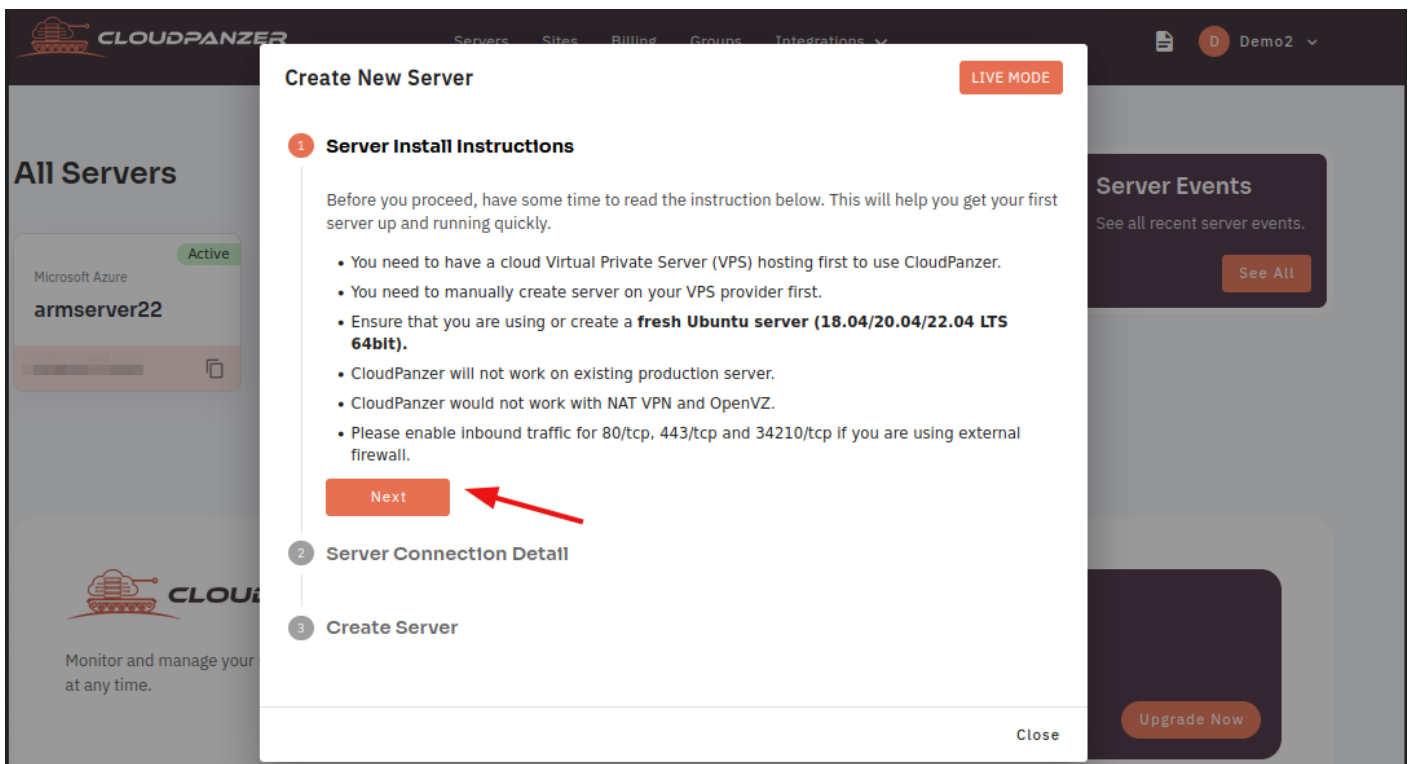 CLOUDPANZER
Servers Sites Billing Groups Integrations
D Demo2
Create New Server
LIVE MODE
1 Server Install Instructions
Before you proceed, have some time to read the instruction below. This will help you get your first
server up and running quickly.
• You need to have a cloud Virtual Private Server (VPS) hosting first to use CloudPanzer.
• You need to manually create server on your VPS provider first.
• Ensure that you are using or create a fresh Ubuntu server (18.04/20.04/22.04 LTS
64bit).
• CloudPanzer will not work on existing production server.
• CloudPanzer would not work with NAT VPN and OpenVZ.
• Please enable inbound traffic for 80/tcp, 443/tcp and 34210/tcp if you are using external
firewall.
Next
2 Server Connection Detail
3 Create Server
Close
All Servers
Active
Microsoft Azure
armserver22
Server Events
See all recent server events.
See All
Monitor and manage your
at any time.
Upgrade Now